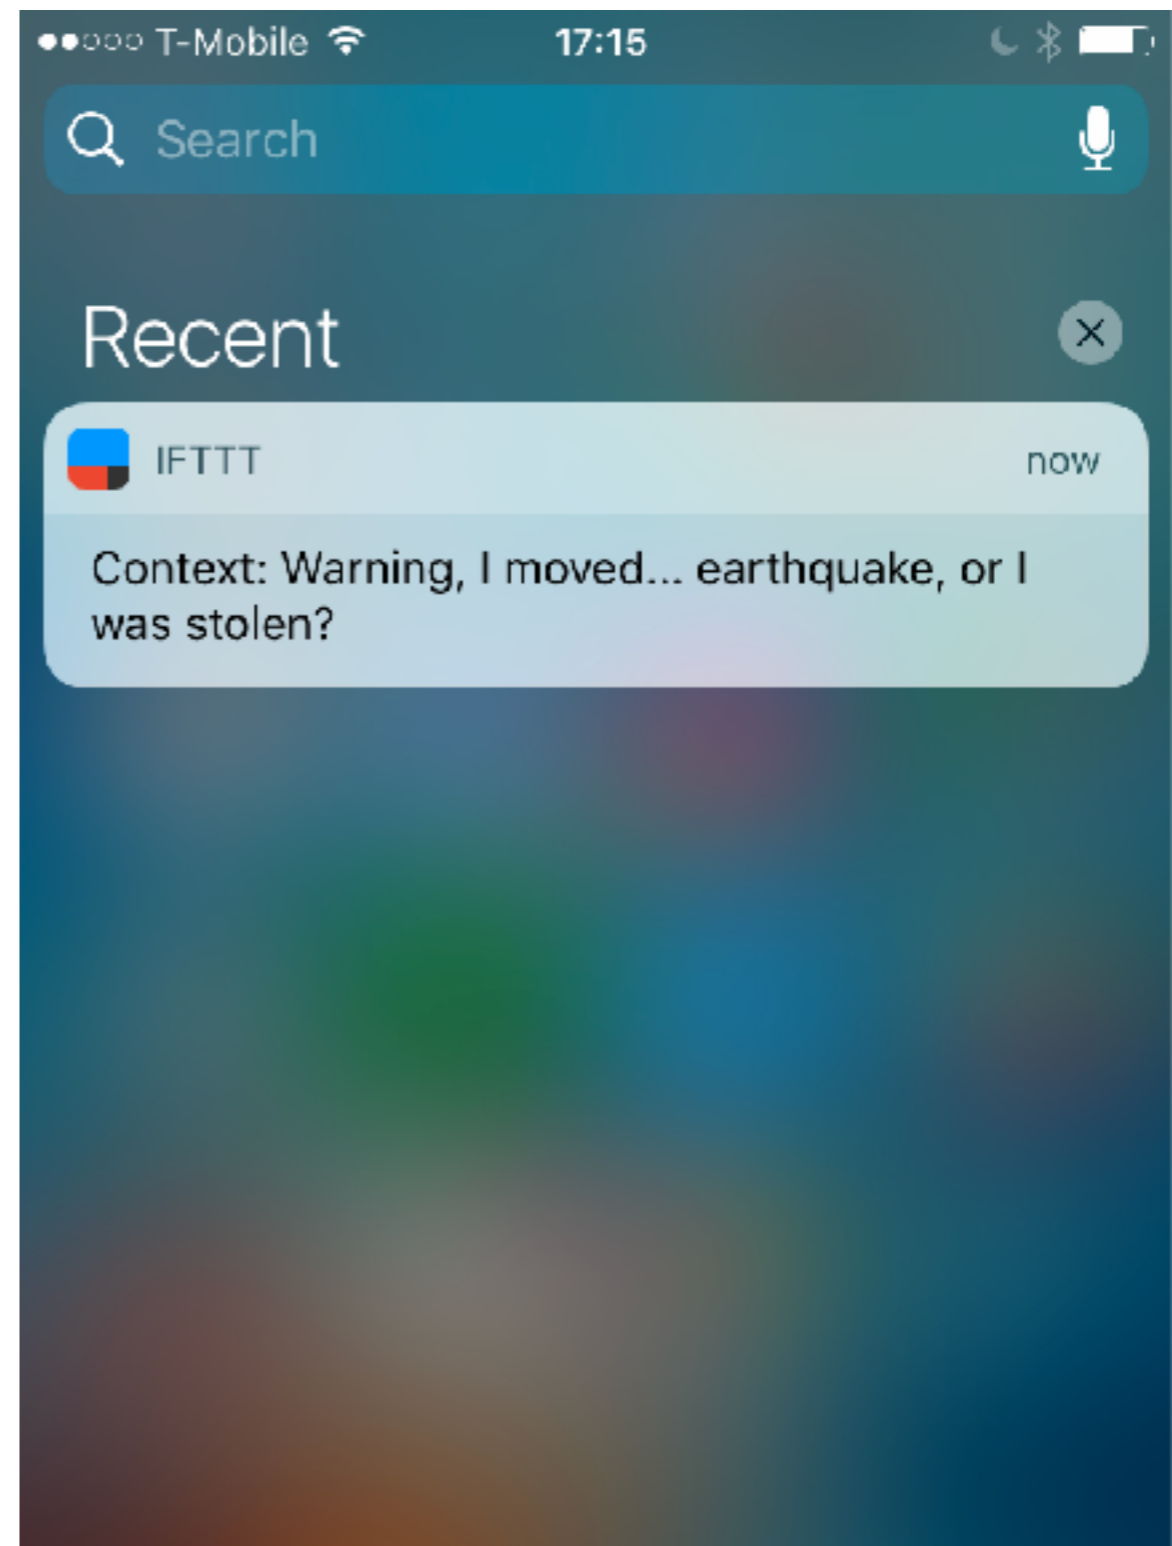 T-Mobile 17:15
Search
Recent
IFTTT now
Context: Warning, I moved... earthquake, or I
was stolen?